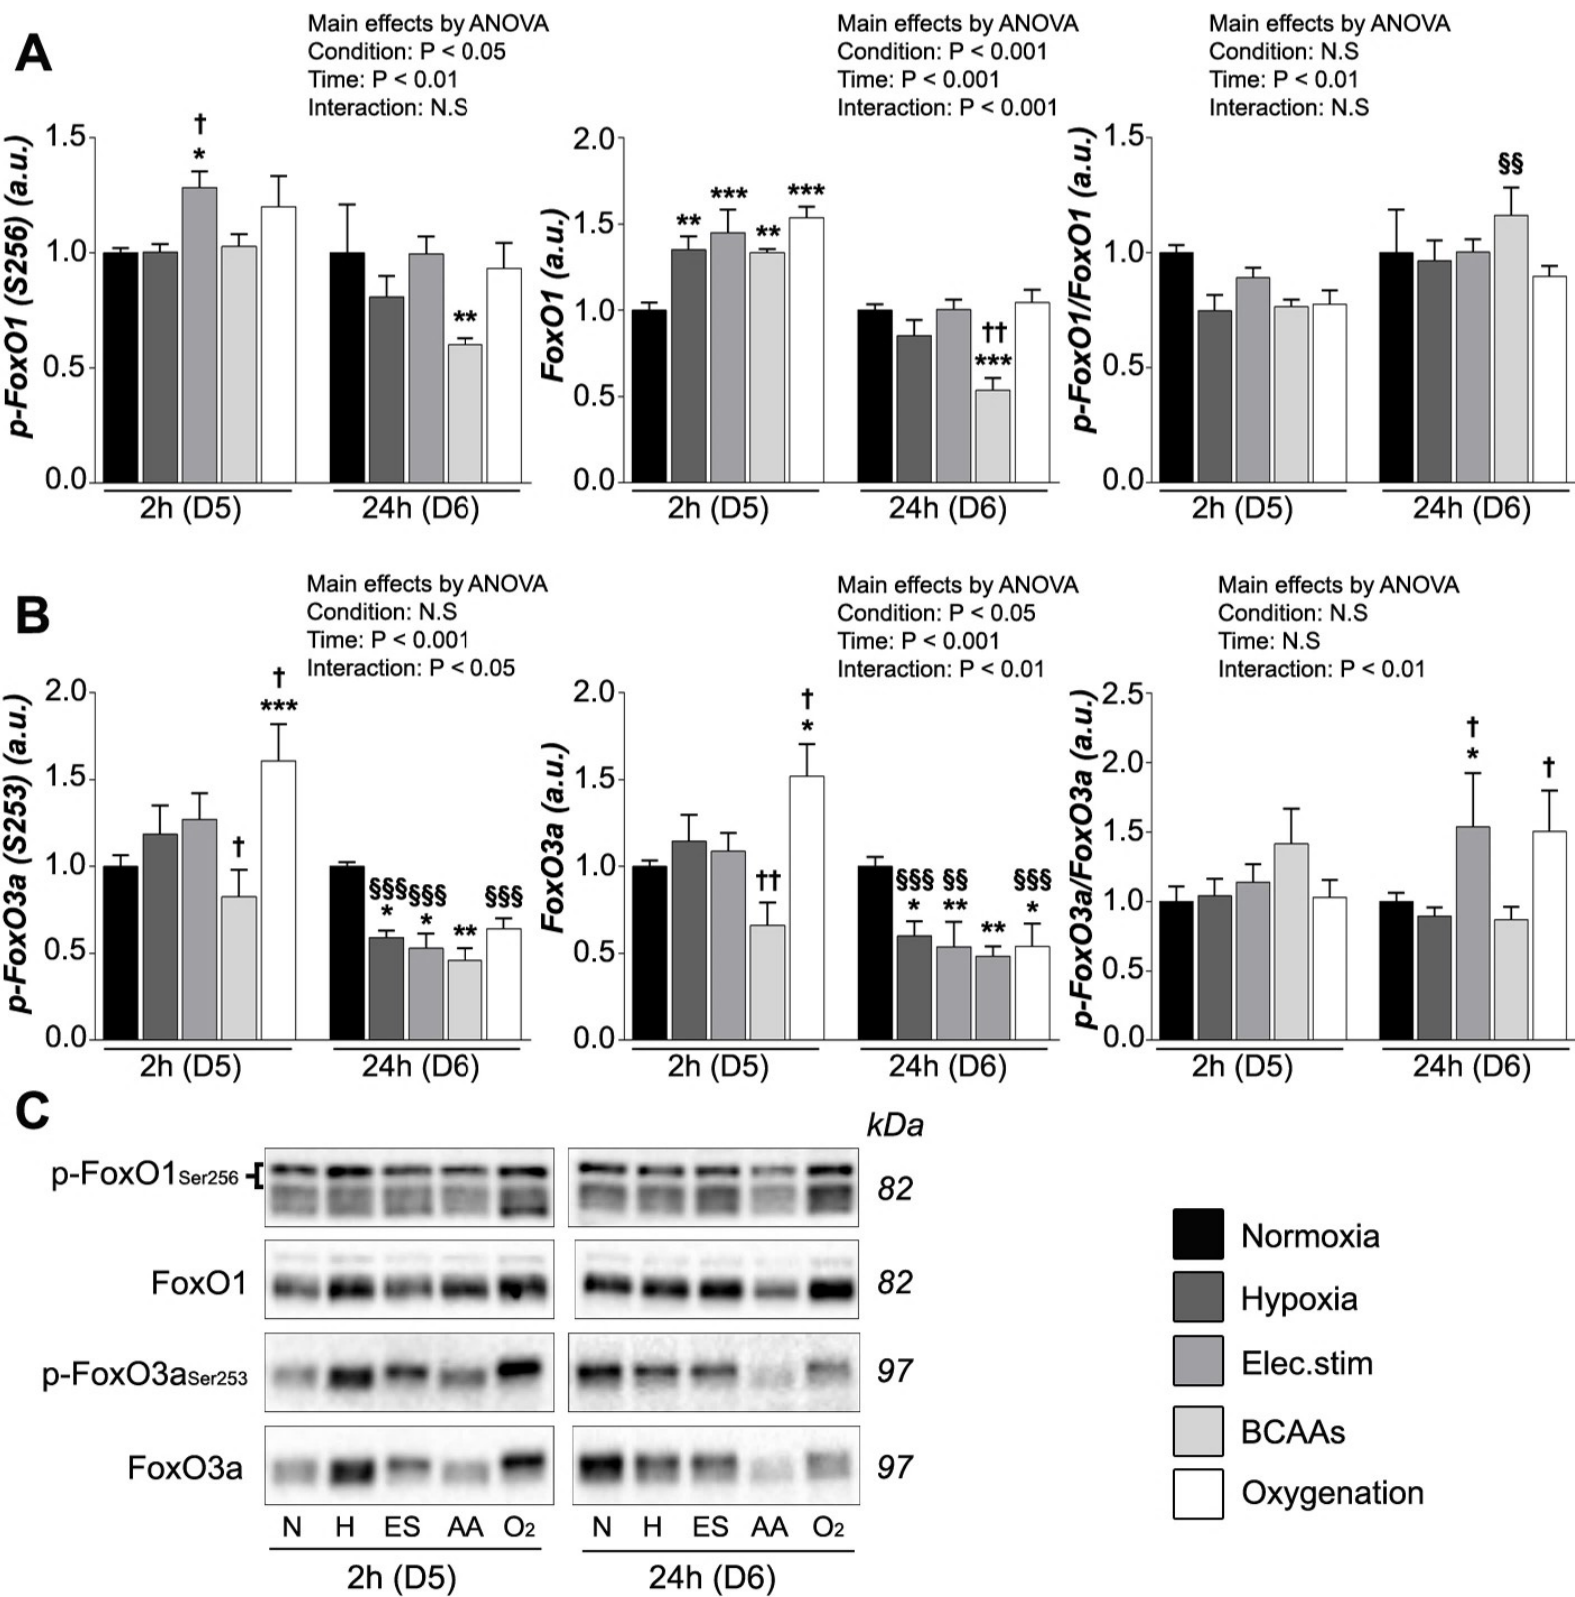 A
Main effects by ANOVA
Condition: P < 0.05
Time: P < 0.01
Interaction: N.S
p-FoxO1 (S256) (a.u.)
1.5
1.0
0.5
0.0
†
*
**
2h (D5)
24h (D6)
Main effects by ANOVA
Condition: P < 0.001
Time: P < 0.001
Interaction: P < 0.001
FoxO1 (a.u.)
2.0
1.5
1.0
0.5
0.0
**
***
**
***
††
***
2h (D5)
24h (D6)
Main effects by ANOVA
Condition: N.S
Time: P < 0.01
Interaction: N.S
p-FoxO1/FoxO1 (a.u.)
1.5
1.0
0.5
0.0
§§
2h (D5)
24h (D6)
B
Main effects by ANOVA
Condition: N.S
Time: P < 0.001
Interaction: P < 0.05
p-FoxO3a (S253) (a.u.)
2.0
1.5
1.0
0.5
0.0
†
†
***
§§§
*
§§§
*
**
§§§
2h (D5)
24h (D6)
Main effects by ANOVA
Condition: P < 0.05
Time: P < 0.001
Interaction: P < 0.01
FoxO3a (a.u.)
2.0
1.5
1.0
0.5
0.0
††
†
*
§§§
*
§§
**
**
§§§
*
2h (D5)
24h (D6)
Main effects by ANOVA
Condition: N.S
Time: N.S
Interaction: P < 0.01
p-FoxO3a/FoxO3a (a.u.)
2.5
2.0
1.5
1.0
0.5
0.0
†
*
†
2h (D5)
24h (D6)
C
kDa
p-FoxO1Ser256
82
FoxO1
82
p-FoxO3aSer253
97
FoxO3a
97
N H ES AA O2
N H ES AA O2
2h (D5)
24h (D6)
Normoxia
Hypoxia
Elec.stim
BCAAs
Oxygenation